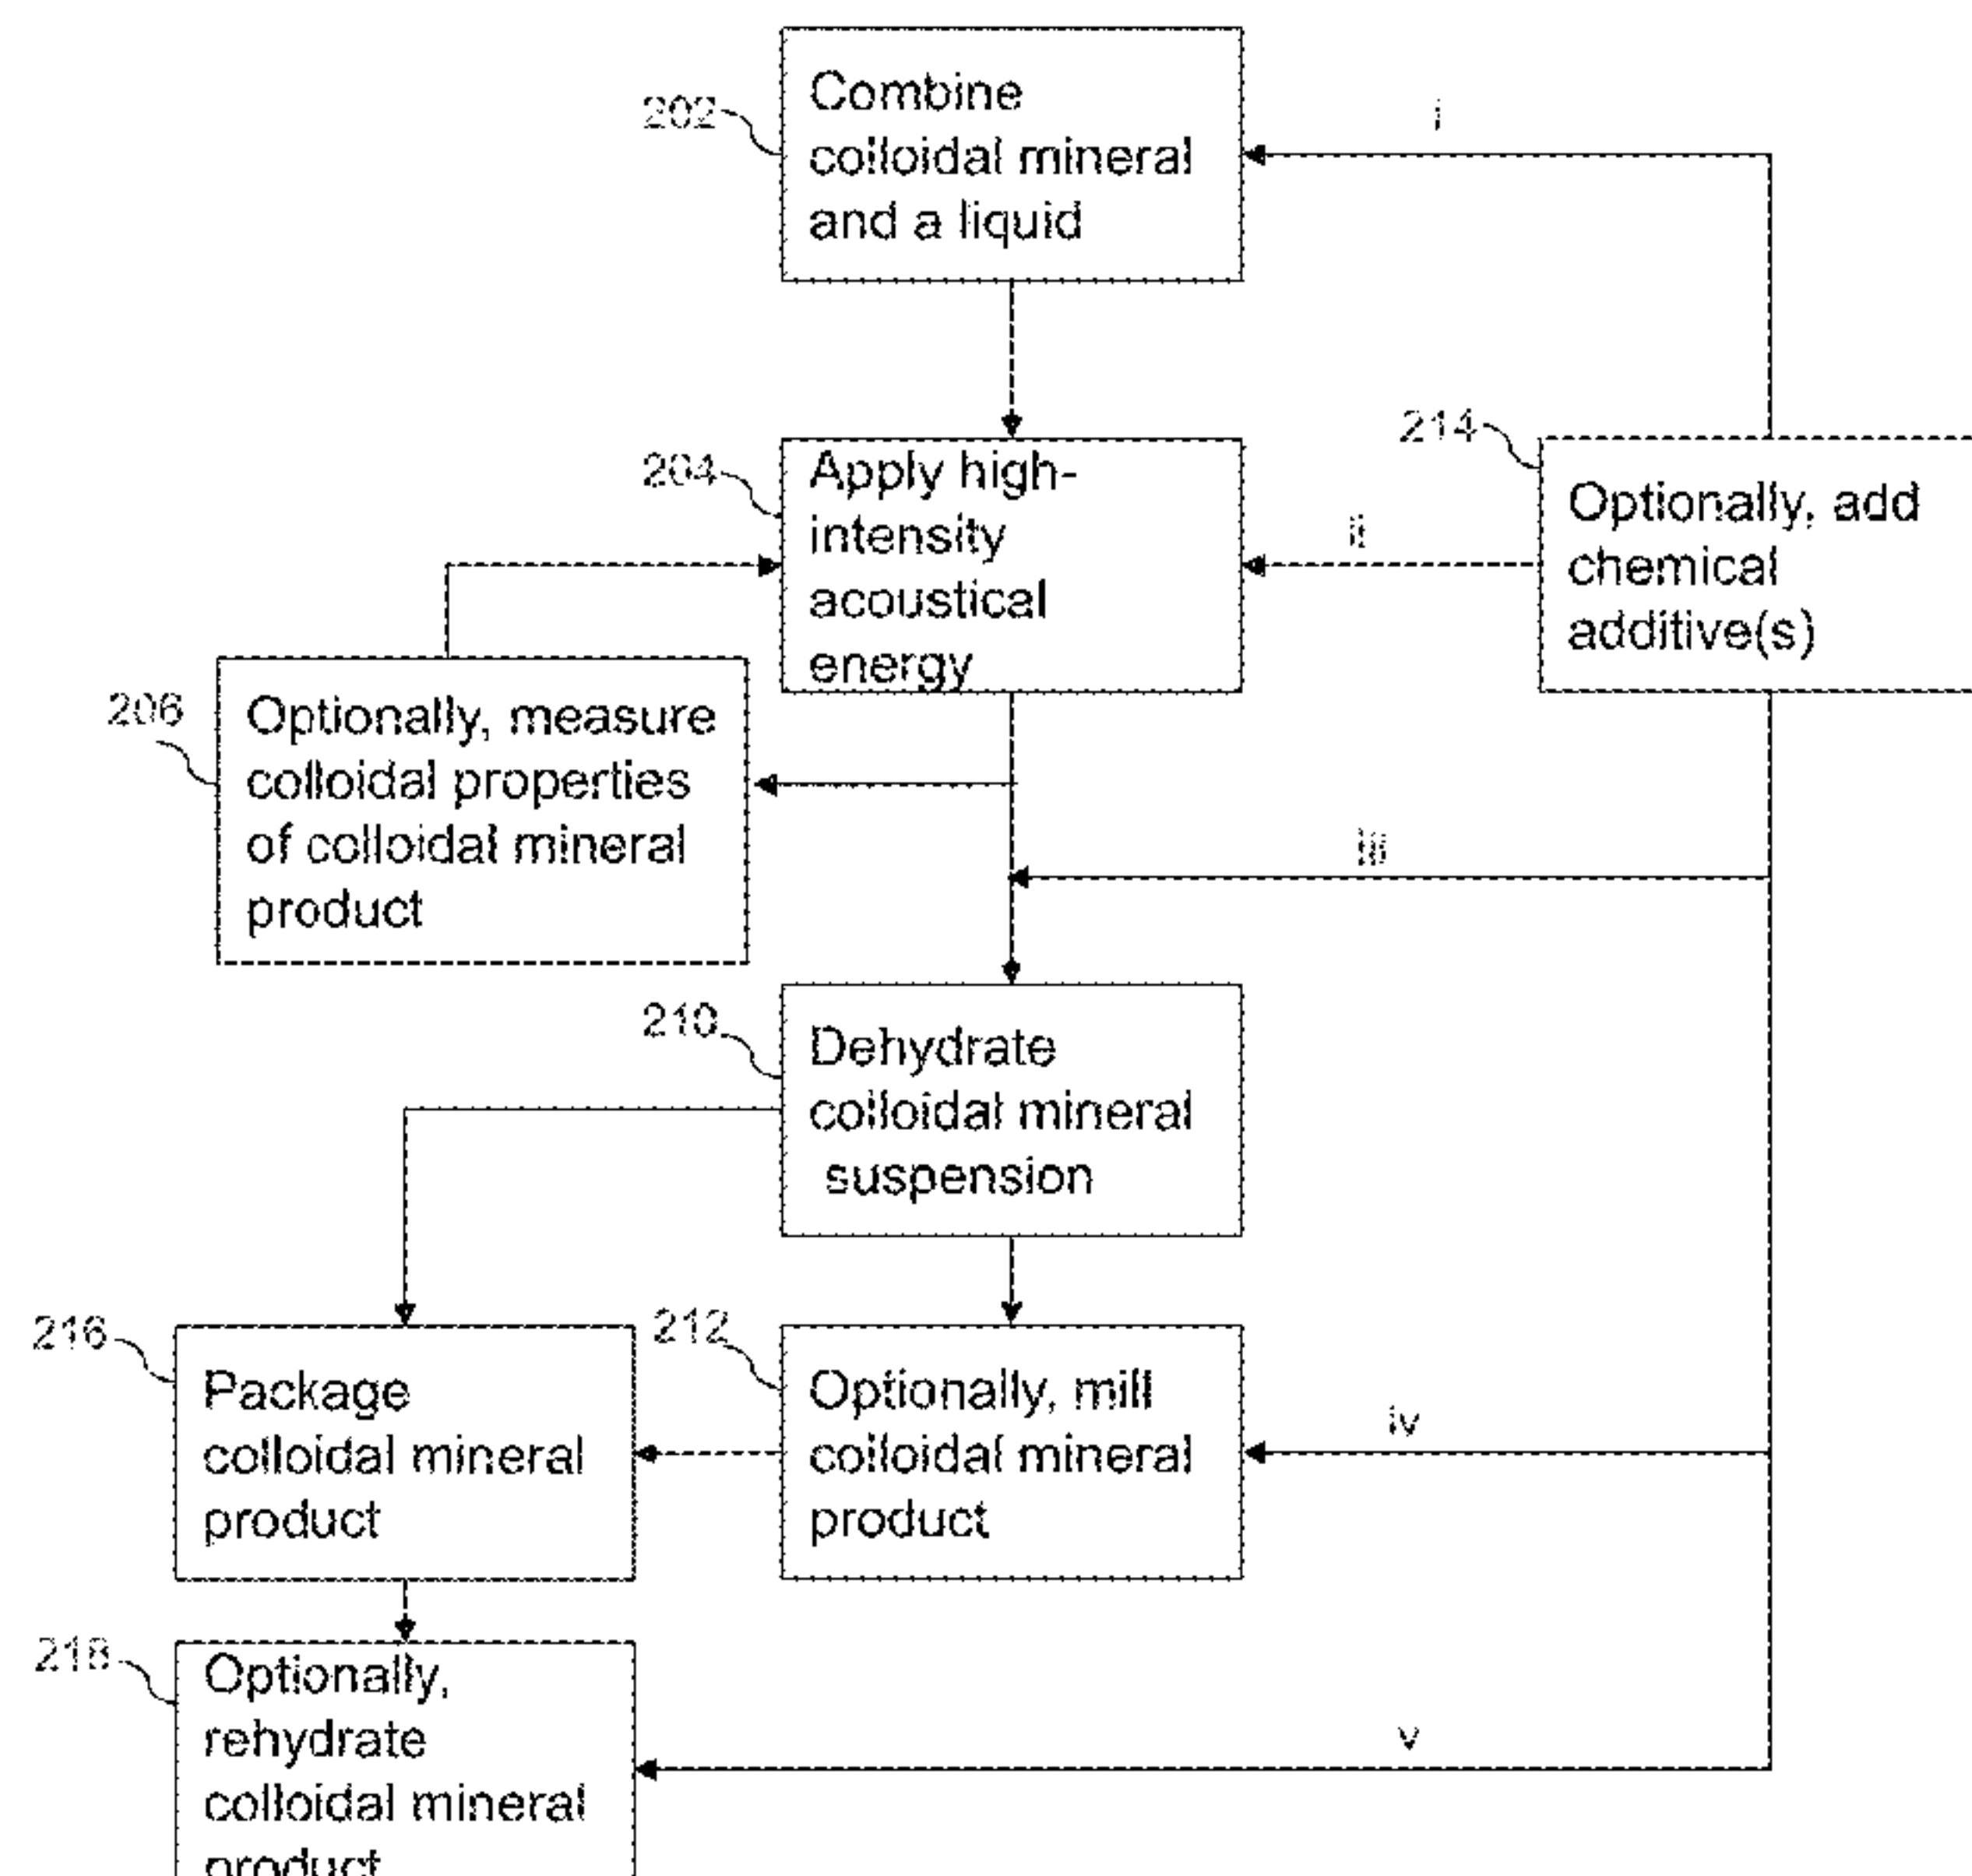 202
Combine
colloidal mineral
and a liquid
i
204
Apply high-
intensity
acoustical
energy
ii
214
Optionally, add
chemical
additive(s)
206
Optionally, measure
colloidal properties
of colloidal mineral
product
iii
210
Dehydrate
colloidal mineral
suspension
216
Package
colloidal mineral
product
212
Optionally, mill
colloidal mineral
product
iv
218
Optionally,
rehydrate
colloidal mineral
product
v